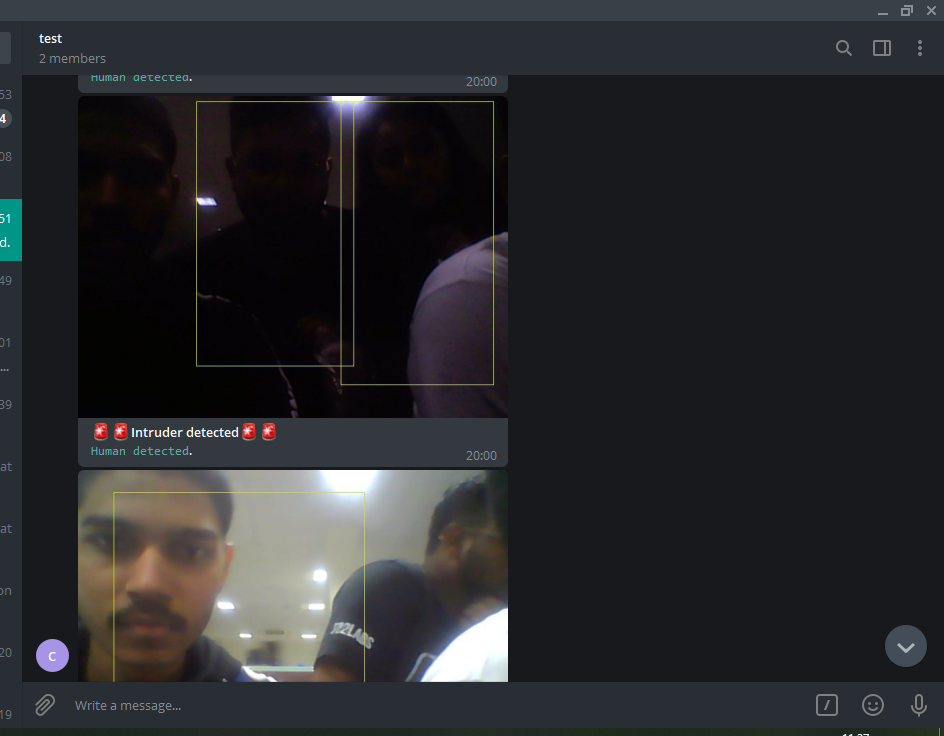 test
2 members
53
Human detected.
20:00
4
08
51
d.
🚨🚨Intruder detected🚨🚨
Human detected.
20:00
49
01
...
39
at
at
on
20
19
C
Write a message...